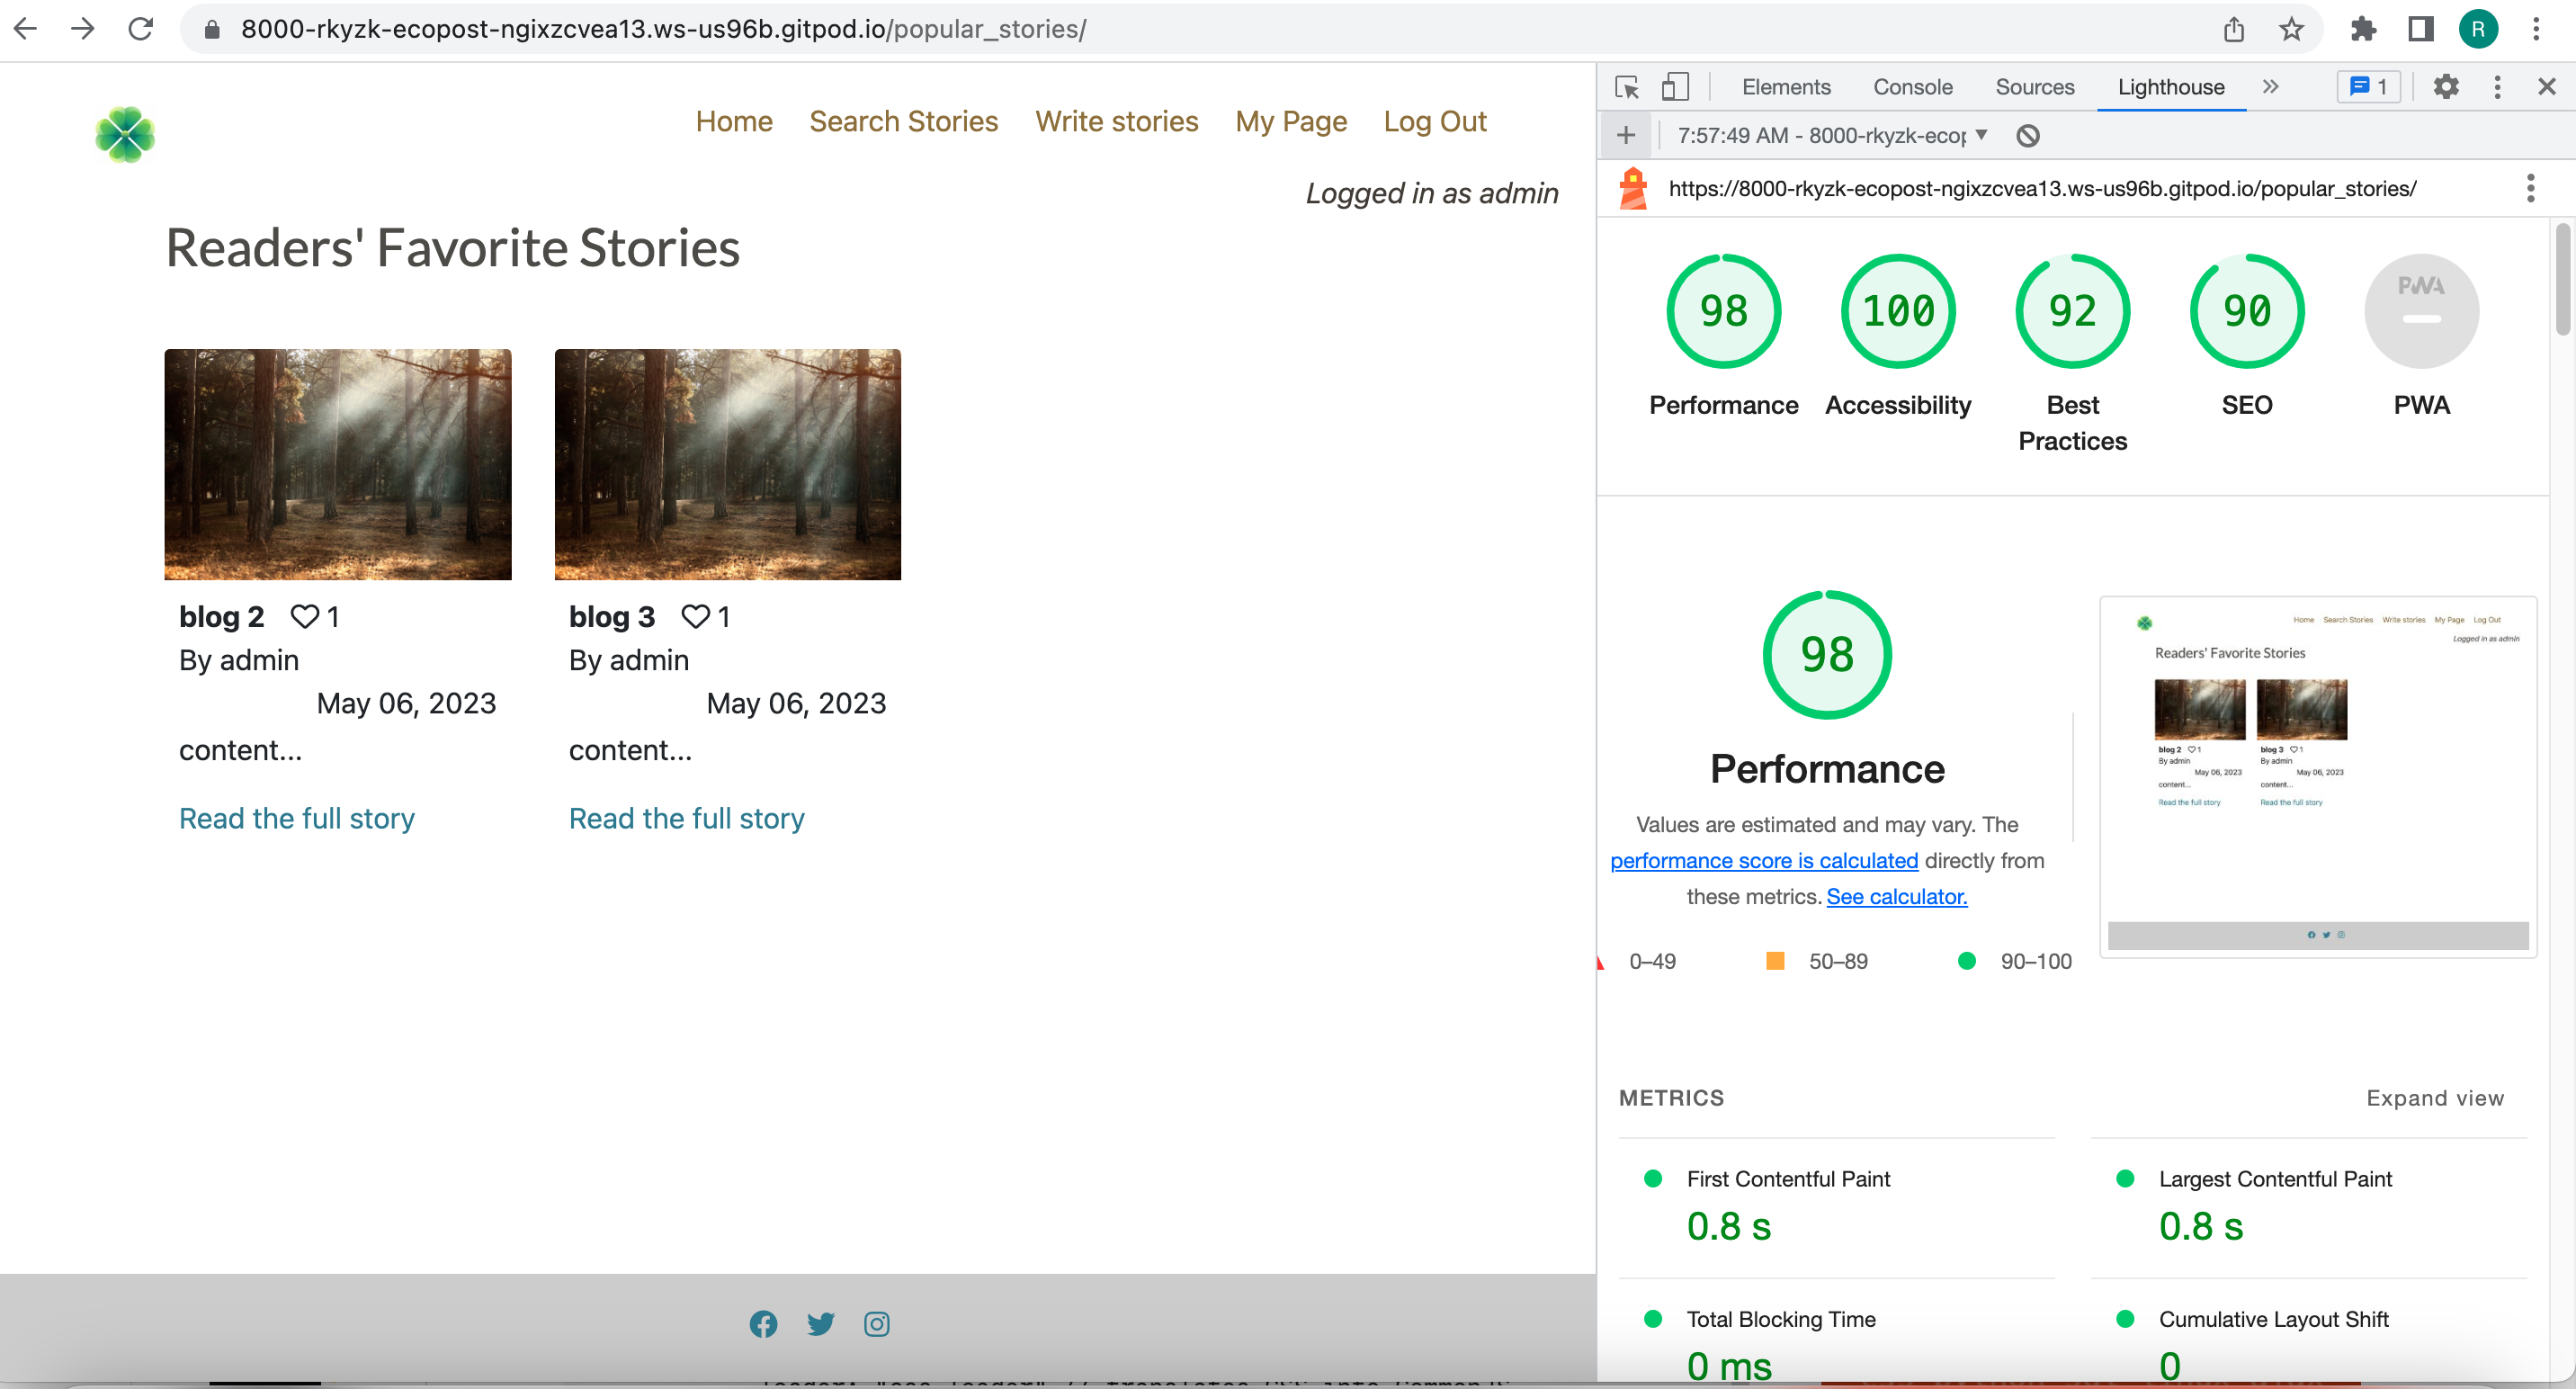 8000-rkyzk-ecopost-ngixzcvea13.ws-us96b.gitpod.io/popular_stories/
R
Home Search Stories Write stories My Page Log Out
Logged in as admin
Readers' Favorite Stories
blog 2 1
By admin
May 06, 2023
content...
Read the full story
blog 3 1
By admin
May 06, 2023
content...
Read the full story
Elements Console Sources Lighthouse 1
7:57:49 AM - 8000-rkyzk-ecop
https://8000-rkyzk-ecopost-ngixzcvea13.ws-us96b.gitpod.io/popular_stories/
98 100 92 90 PWA
Performance Accessibility Best Practices SEO PWA
98
Performance
Values are estimated and may vary. The
performance score is calculated directly from
these metrics. See calculator.
0–49 50–89 90–100
Home Search Stories Write stories My Page Log Out
Logged in as admin
Readers' Favorite Stories
blog 2 1
By admin
May 06, 2023
content...
Read the full story
blog 3 1
By admin
May 06, 2023
content...
Read the full story
METRICS Expand view
First Contentful Paint
0.8 s
Largest Contentful Paint
0.8 s
Total Blocking Time
0 ms
Cumulative Layout Shift
0